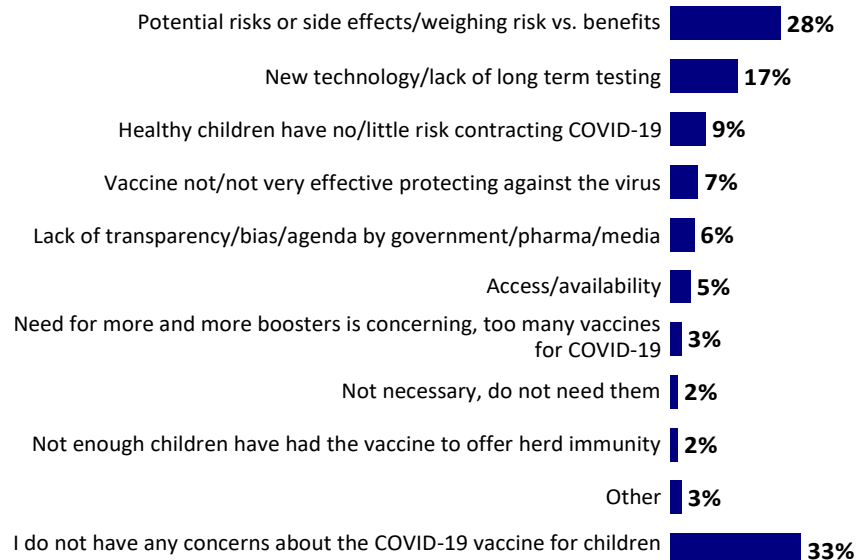 Potential risks or side effects/weighing risk vs. benefits 28%
New technology/lack of long term testing 17%
Healthy children have no/little risk contracting COVID-19 9%
Vaccine not/not very effective protecting against the virus 7%
Lack of transparency/bias/agenda by government/pharma/media 6%
Access/availability 5%
Need for more and more boosters is concerning, too many vaccines
for COVID-19 3%
Not necessary, do not need them 2%
Not enough children have had the vaccine to offer herd immunity 2%
Other 3%
I do not have any concerns about the COVID-19 vaccine for children 33%